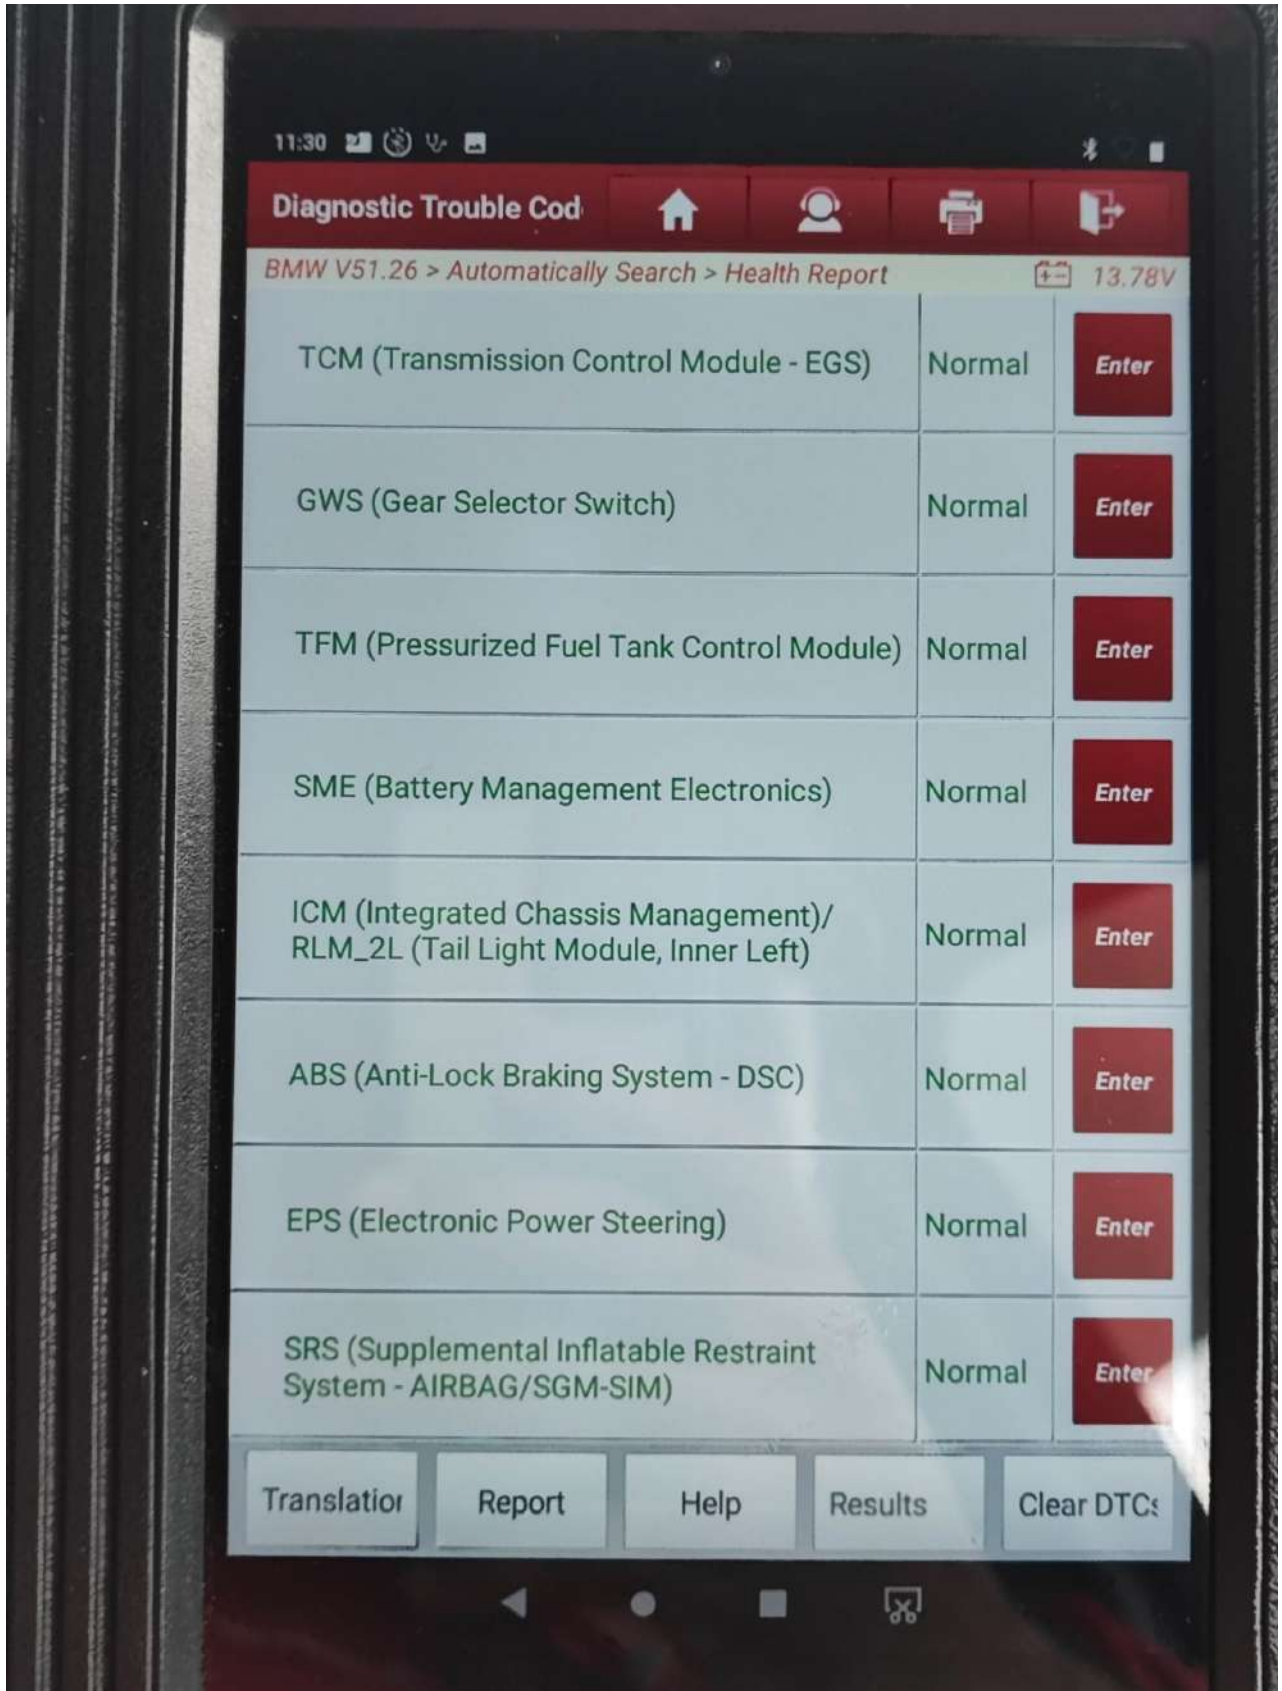 11:30
Diagnostic Trouble Cod
BMW V51.26 > Automatically Search > Health Report 13.78V
TCM (Transmission Control Module - EGS) Normal Enter
GWS (Gear Selector Switch) Normal Enter
TFM (Pressurized Fuel Tank Control Module) Normal Enter
SME (Battery Management Electronics) Normal Enter
ICM (Integrated Chassis Management)/
RLM_2L (Tail Light Module, Inner Left) Normal Enter
ABS (Anti-Lock Braking System - DSC) Normal Enter
EPS (Electronic Power Steering) Normal Enter
SRS (Supplemental Inflatable Restraint
System - AIRBAG/SGM-SIM) Normal Enter
Translation Report Help Results Clear DTCs